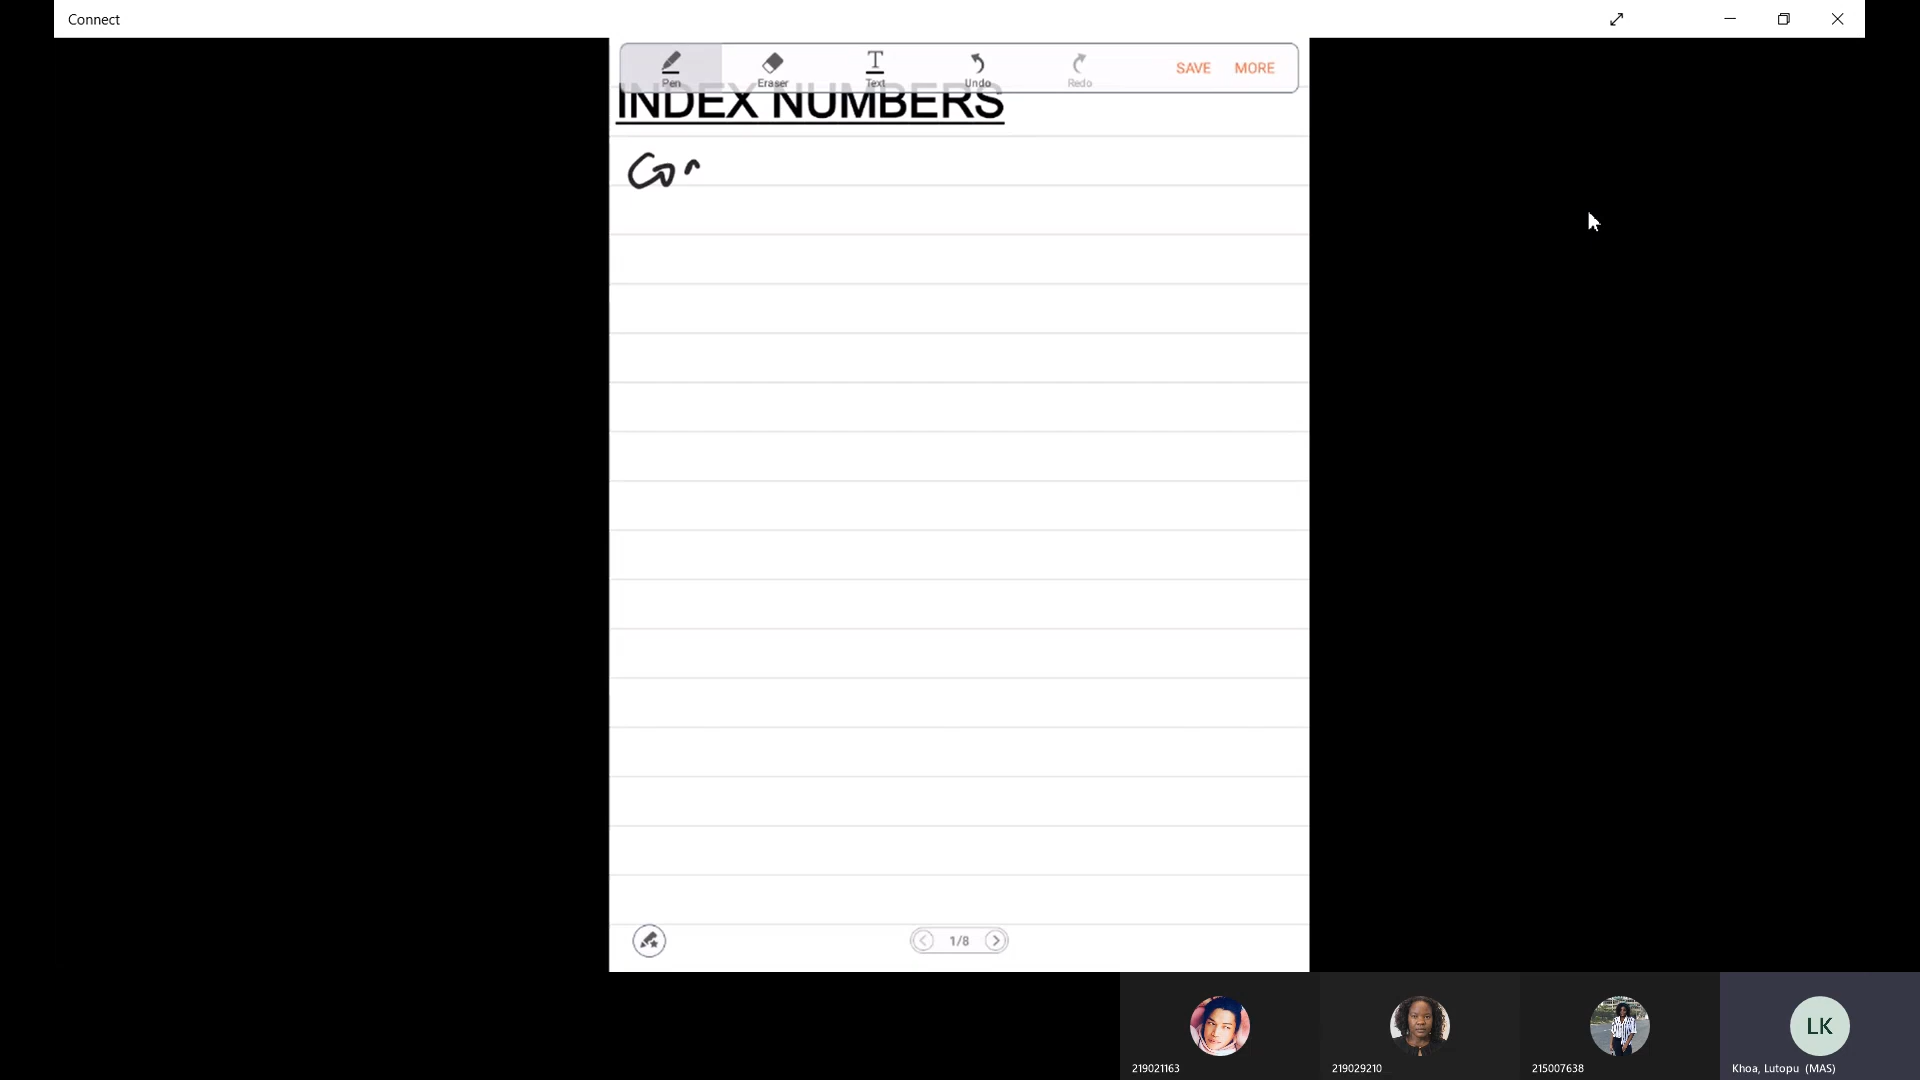 Connect
Pen
Eraser
Text
Undo
Redo
SAVE
MORE
INDEX NUMBERS
1/8
219021163
219029210
215007638
LK
Khoa, Lutopu (MAS)